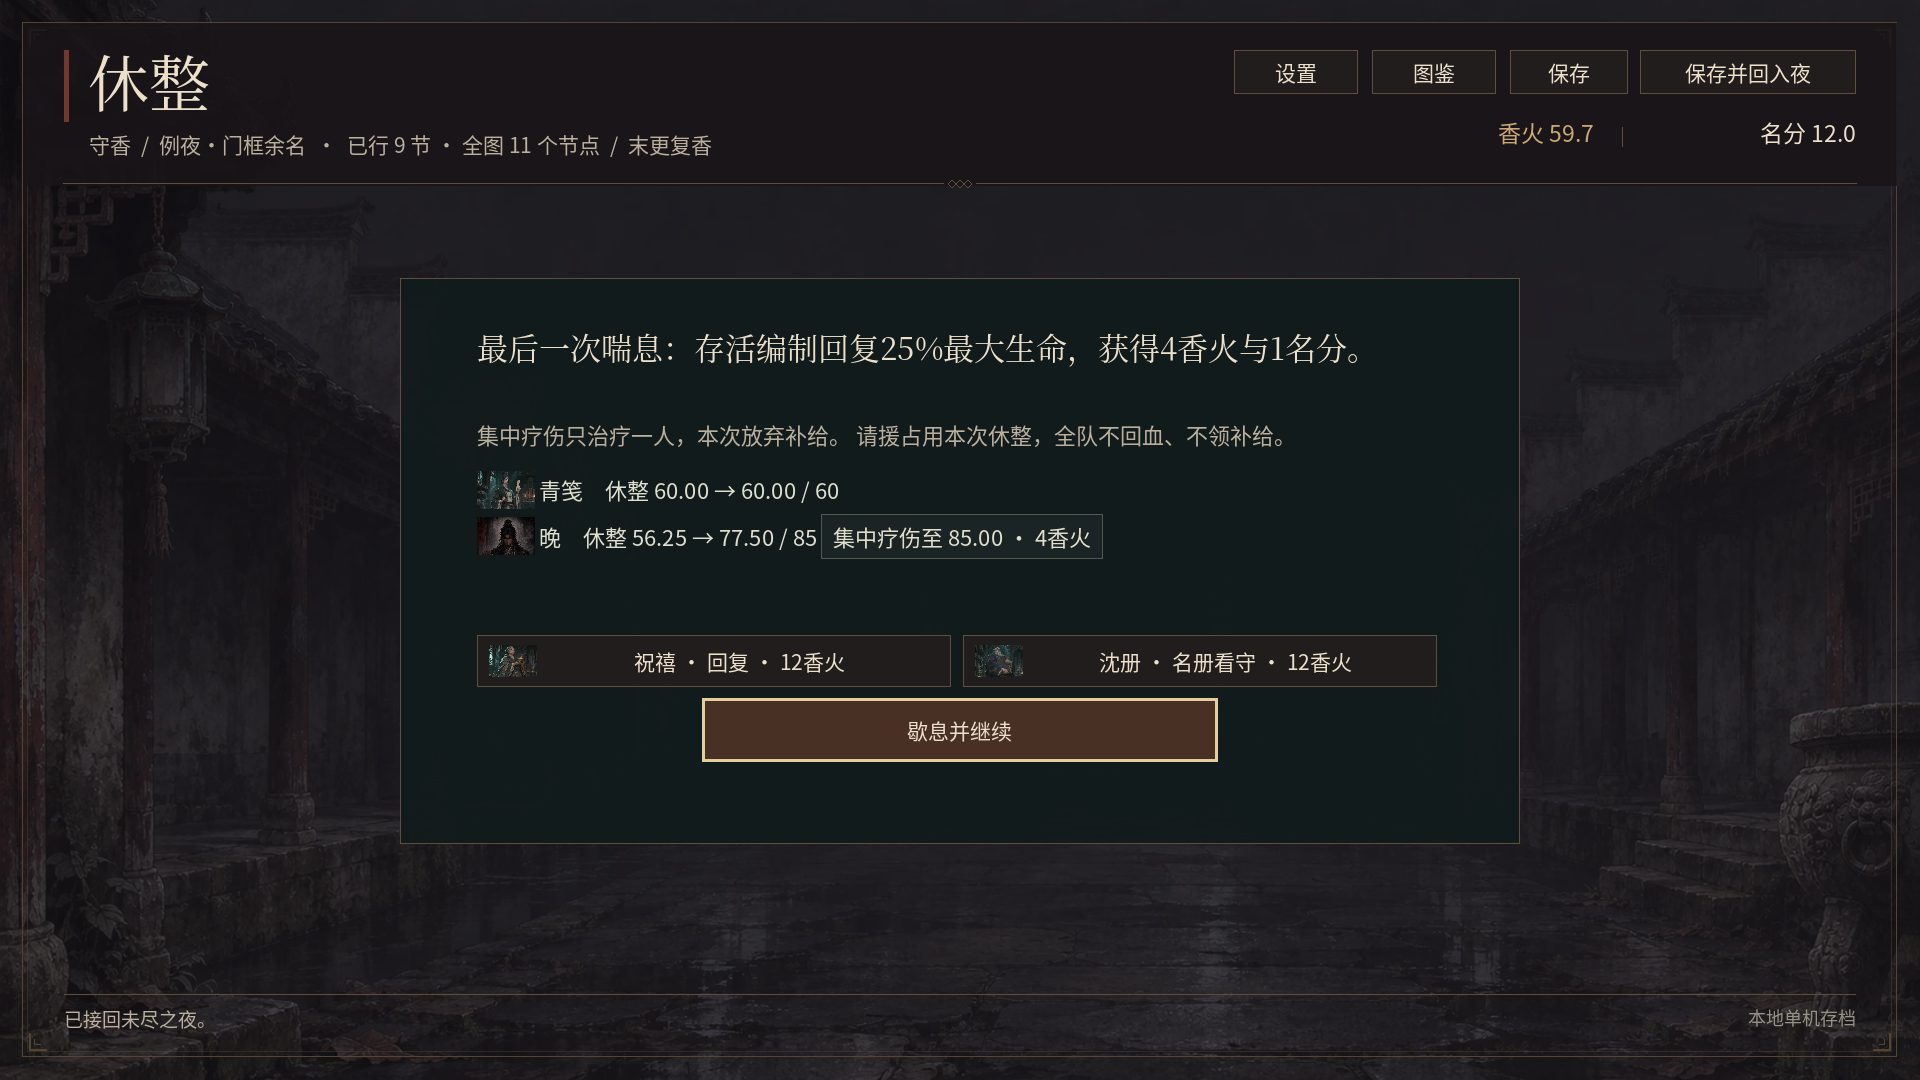 休整
设置
图鉴
保存
保存并回入夜
守香 / 例夜·门框余名 · 已行 9 节 · 全图 11 个节点 / 末更复香
香火 59.7
名分 12.0
最后一次喘息：存活编制回复25%最大生命，获得4香火与1名分。
集中疗伤只治疗一人，本次放弃补给。 请援占用本次休整，全队不回血、不领补给。
青笺 休整 60.00 → 60.00 / 60
晚 休整 56.25 → 77.50 / 85 集中疗伤至 85.00 · 4香火
祝禧 · 回复 · 12香火
沈册 · 名册看守 · 12香火
歇息并继续
已接回未尽之夜。
本地单机存档